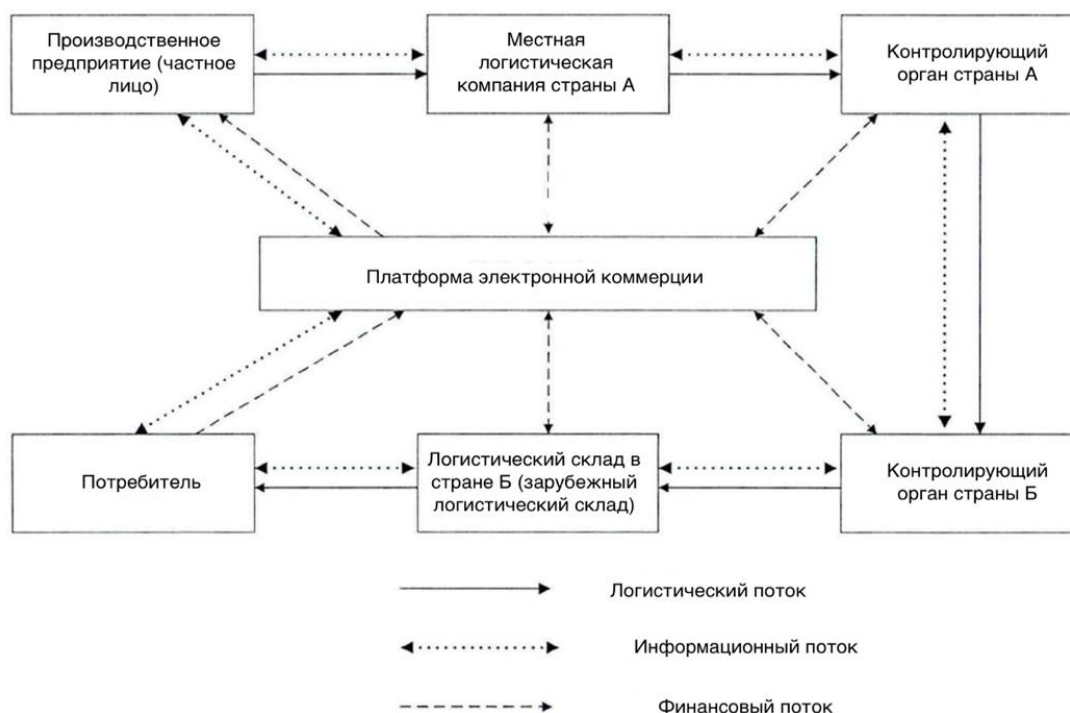 Производственное
предприятие (частное
лицо)
Местная
логистическая
компания страны А
Контролирующий
орган страны А
Платформа электронной коммерции
Потребитель
Логистический склад в
стране Б (зарубежный
логистический склад)
Контролирующий
орган страны Б
Логистический поток
Информационный поток
Финансовый поток